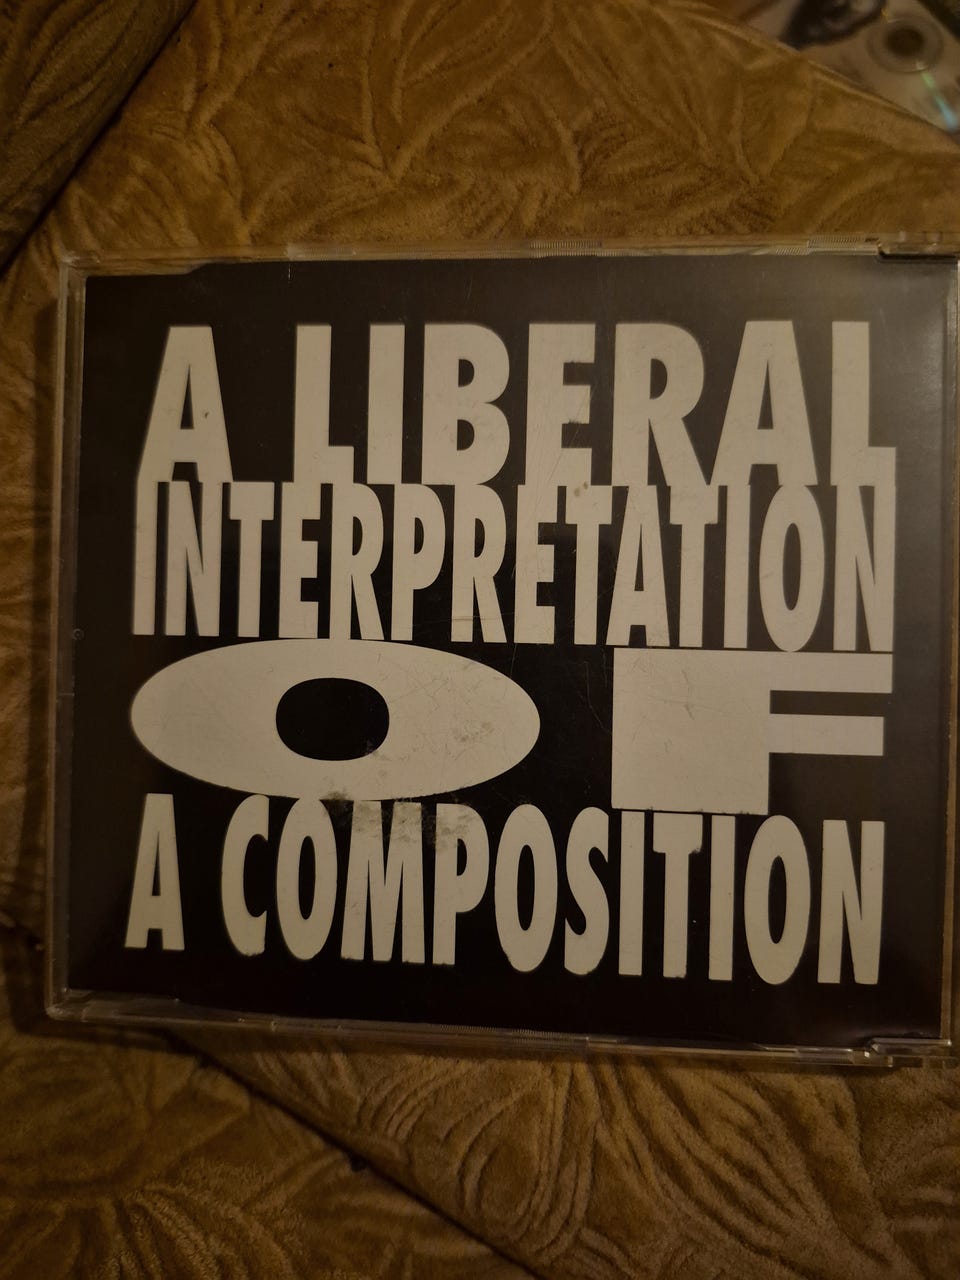 A LIBERAL
INTERPRETATION
OF
A COMPOSITION